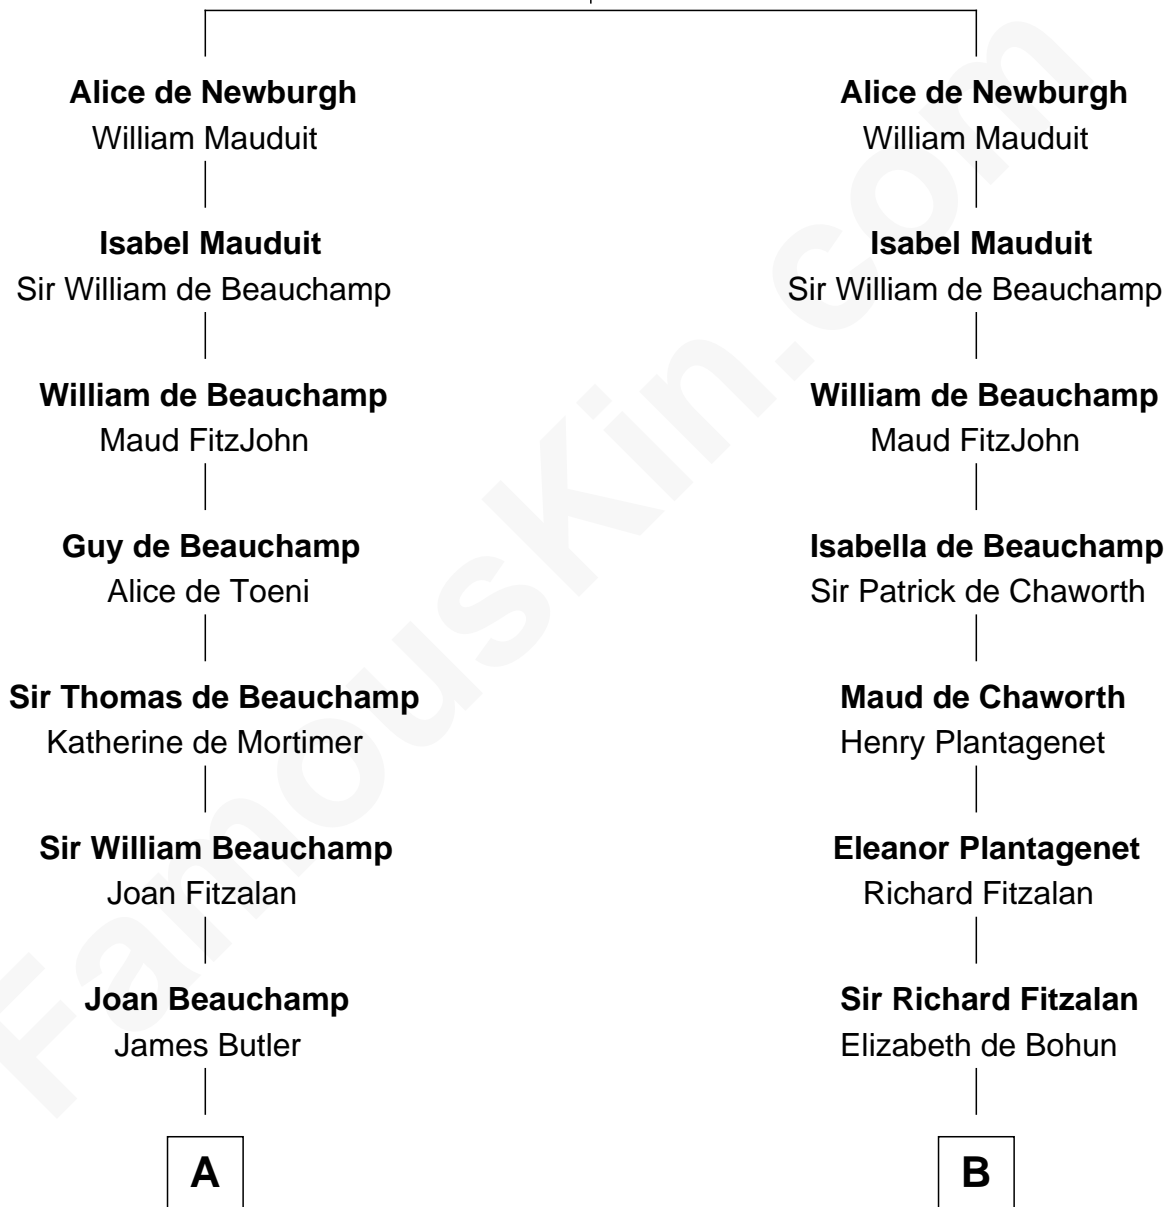 Alice de Newburgh
William Mauduit
Isabel Mauduit
Sir William de Beauchamp
William de Beauchamp
Maud FitzJohn
Guy de Beauchamp
Alice de Toeni
Sir Thomas de Beauchamp
Katherine de Mortimer
Sir William Beauchamp
Joan Fitzalan
Joan Beauchamp
James Butler
A
Alice de Newburgh
William Mauduit
Isabel Mauduit
Sir William de Beauchamp
William de Beauchamp
Maud FitzJohn
Isabella de Beauchamp
Sir Patrick de Chaworth
Maud de Chaworth
Henry Plantagenet
Eleanor Plantagenet
Richard Fitzalan
Sir Richard Fitzalan
Elizabeth de Bohun
B
FamousKin.com